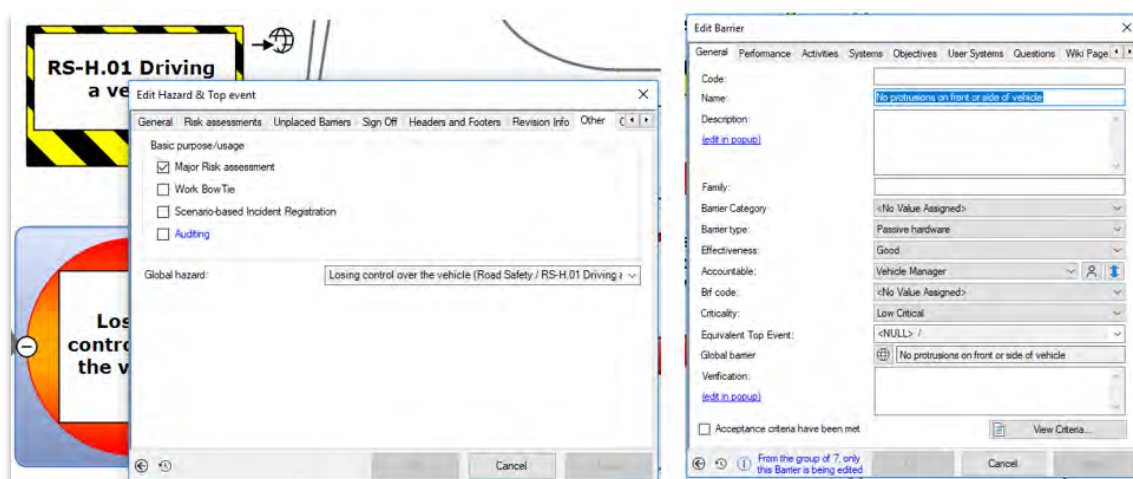 RS-H.01 Driving
a ve
Los
contro
the v
Edit Hazard & Top event
General Risk assessments Unplaced Barriers Sign Off Headers and Footers Revision Info Other
Basic purpose/usage
Major Risk assessment
Work BowTie
Scenario-based Incident Registration
Auditing
Global hazard: Losing control over the vehicle (Road Safety / RS-H.01 Driving a
Cancel
Edit Barrier
General Performance Activities Systems Objectives User Systems Questions Wiki Page
Code:
Name: No protrusions on front or side of vehicle
Description:
(edit in popup)
Family:
Barrier Category <No Value Assigned>
Barrier type: Passive hardware
Effectiveness: Good
Accountable: Vehicle Manager
Brf code: <No Value Assigned>
Criticality: Low Critical
Equivalent Top Event: <NULL> /
Global barrier No protrusions on front or side of vehicle
Verification:
(edit in popup)
Acceptance criteria have been met View Criteria...
From the group of 7, only
this Barrier is being edited
Cancel